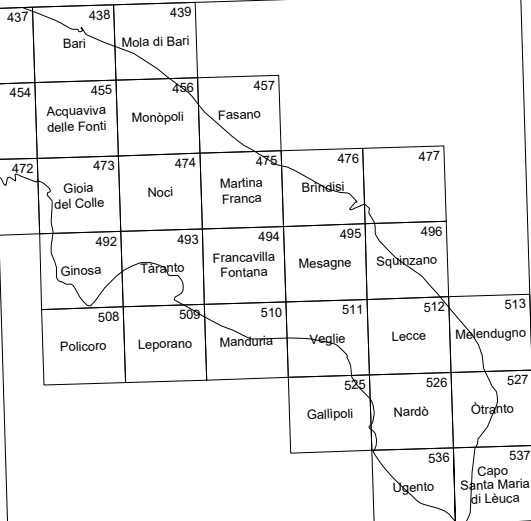 437
438
439
Bari
Mola di Bari
454
455
456
457
Acquaviva
delle Fonti
Monòpoli
Fasano
472
473
474
475
476
477
Gioia
del Colle
Noci
Martina
Franca
Brindisi
492
493
494
495
496
Ginosa
Tàranto
Francavilla
Fontana
Mesagne
Squinzano
508
509
510
511
512
513
Policoro
Leporano
Manduria
Veglie
Lecce
Melendugno
525
526
527
Gallìpoli
Nardò
Òtranto
536
537
Ugento
Capo
Santa Maria
di Lèuca